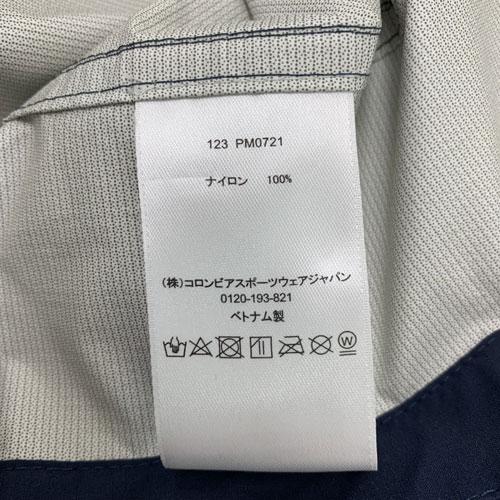 123 PM0721
ナイロン 100%
(株)コロンビアスポーツウェアジャパン
0120-193-821
ベトナム製
W